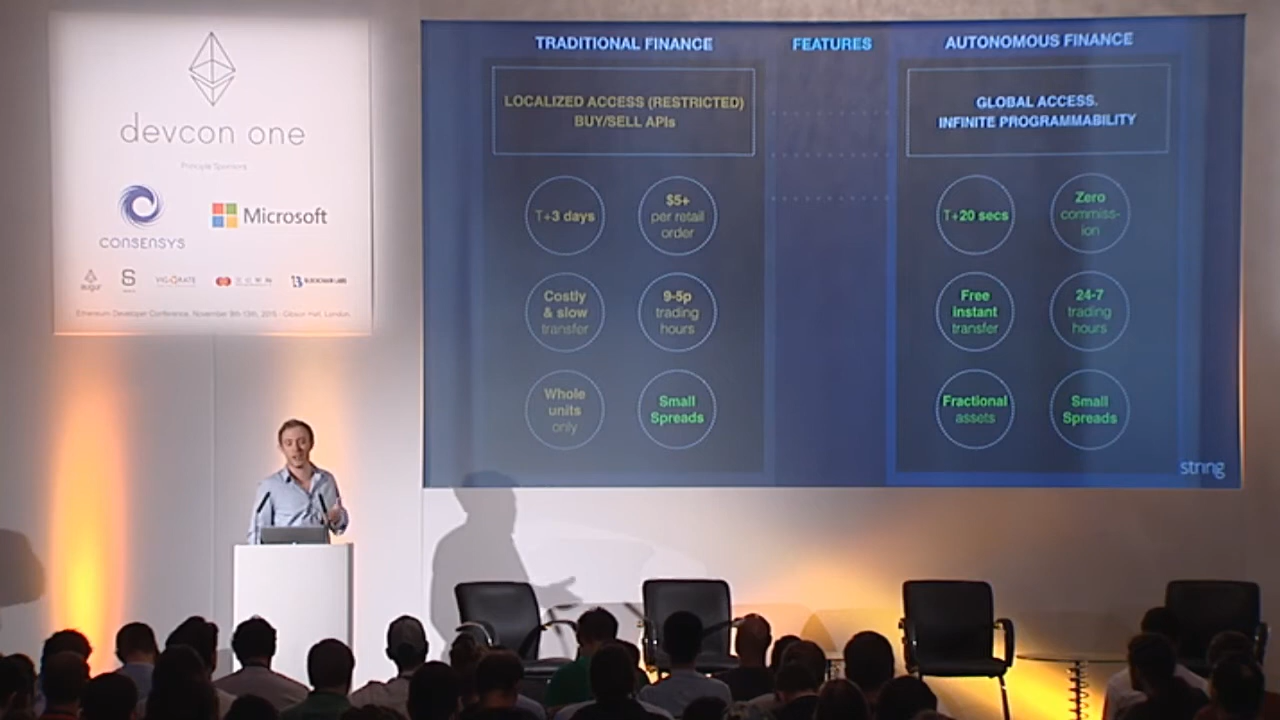 devcon one
Principle Sponsors
CONSENSYS
Microsoft
augur
Ethereum Developer Conference, November 9th-13th, 2015 - Gibson Hall, London.
TRADITIONAL FINANCE
FEATURES
AUTONOMOUS FINANCE
LOCALIZED ACCESS (RESTRICTED)
BUY/SELL APIs
GLOBAL ACCESS.
INFINITE PROGRAMMABILITY
T+3 days
$5+
per retail
order
T+20 secs
Zero
commiss-
ion
Costly
& slow
transfer
9-5p
trading
hours
Free
instant
transfer
24-7
trading
hours
Whole
units
only
Small
Spreads
Fractional
assets
Small
Spreads
string